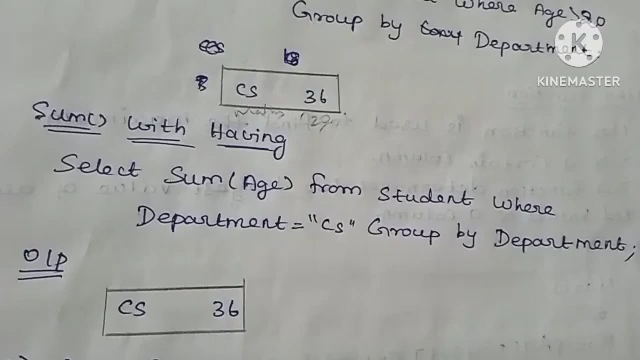 Where Age>20
Group by Department
K
KINEMASTER
CS 36
Sum() With Having
Select Sum(Age) from Student Where
Department="CS" Group by Department;
O/p
CS 36